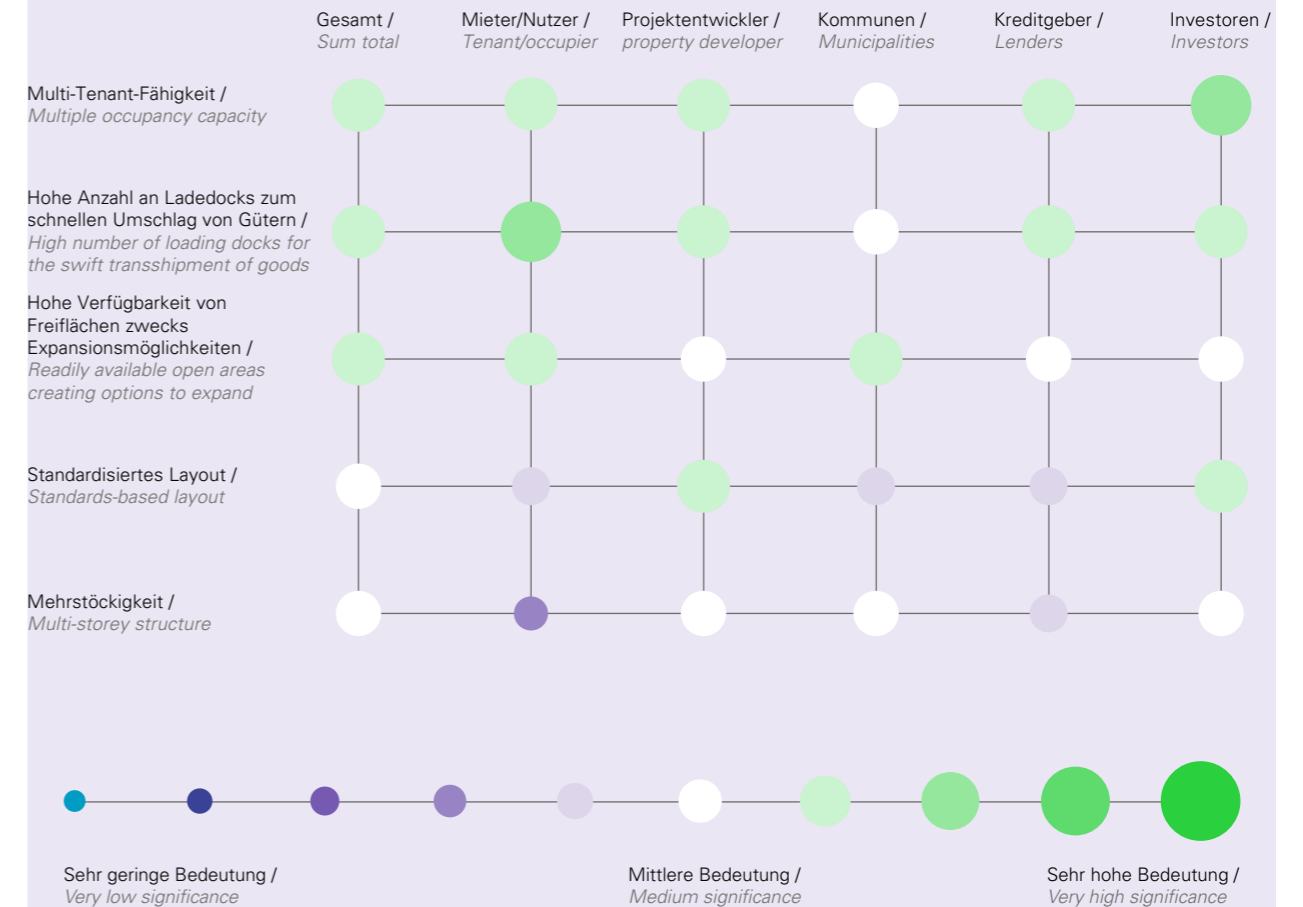 Gesamt /
Sum total
Mieter/Nutzer /
Tenant/occupier
Projektentwickler /
property developer
Kommunen /
Municipalities
Kreditgeber /
Lenders
Investoren /
Investors
Multi-Tenant-Fähigkeit /
Multiple occupancy capacity
Hohe Anzahl an Ladedocks zum
schnellen Umschlag von Gütern /
High number of loading docks for
the swift transshipment of goods
Hohe Verfügbarkeit von
Freiflächen zwecks
Expansionsmöglichkeiten /
Readily available open areas
creating options to expand
Standardisiertes Layout /
Standards-based layout
Mehrstöckigkeit /
Multi-storey structure
Sehr geringe Bedeutung /
Very low significance
Mittlere Bedeutung /
Medium significance
Sehr hohe Bedeutung /
Very high significance